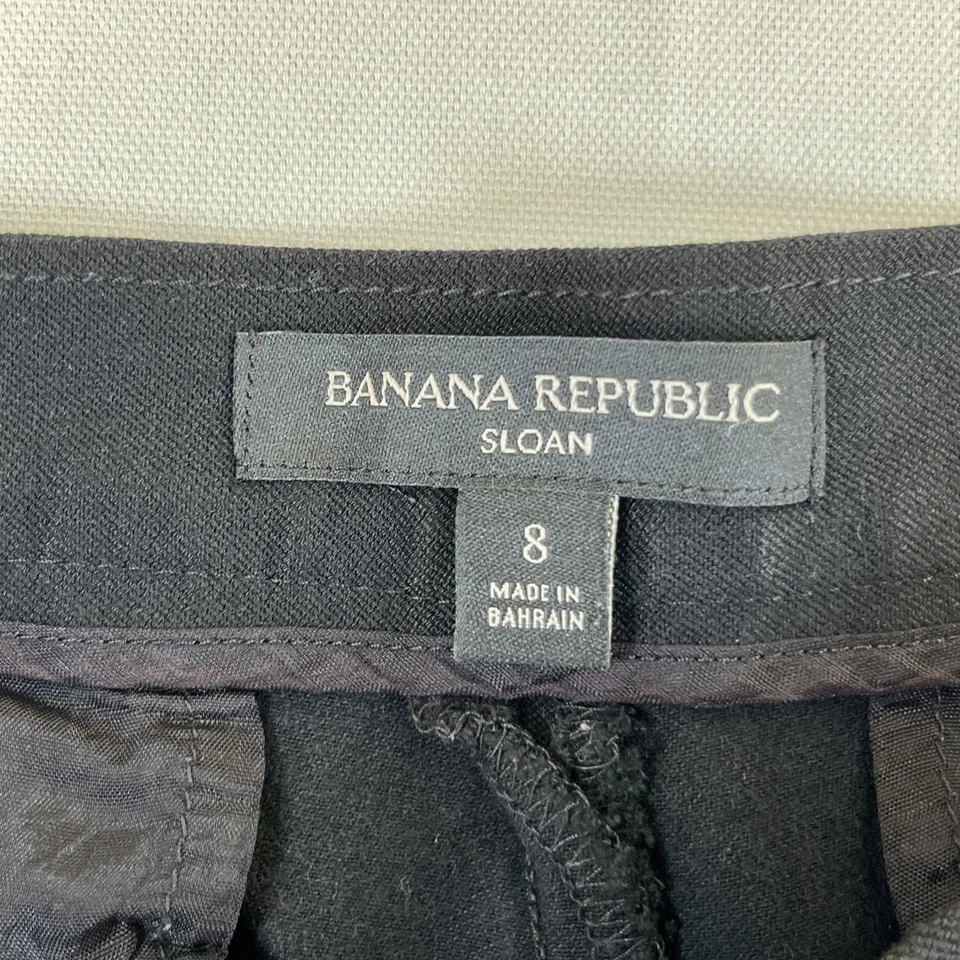 BANANA REPUBLIC
SLOAN
8
MADE IN
BAHRAIN